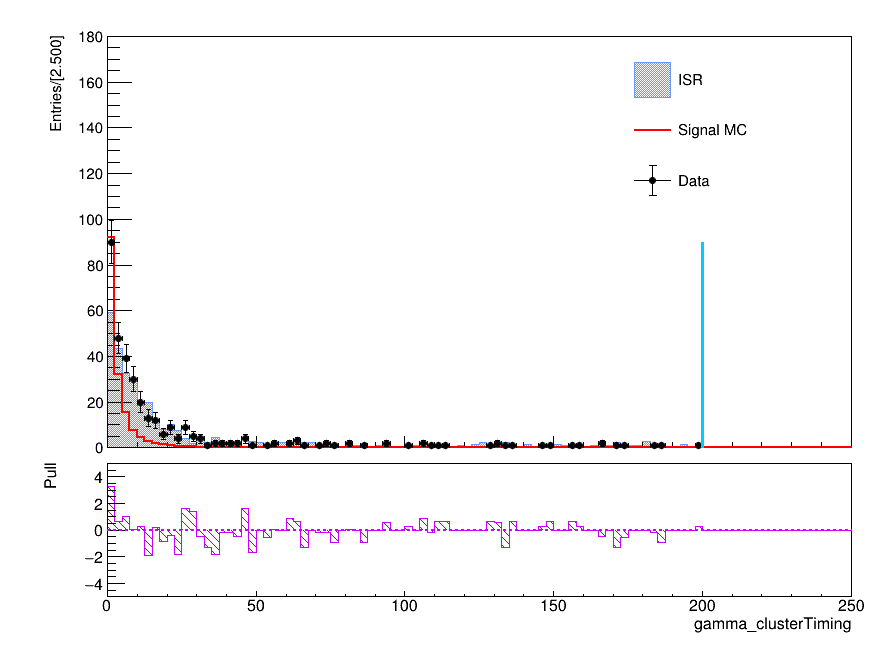 Entries/[2.500]
180
160
140
120
100
80
60
40
20
0
ISR
Signal MC
Data
Pull
4
2
0
−2
−4
0 50 100 150 200 250
gamma_clusterTiming